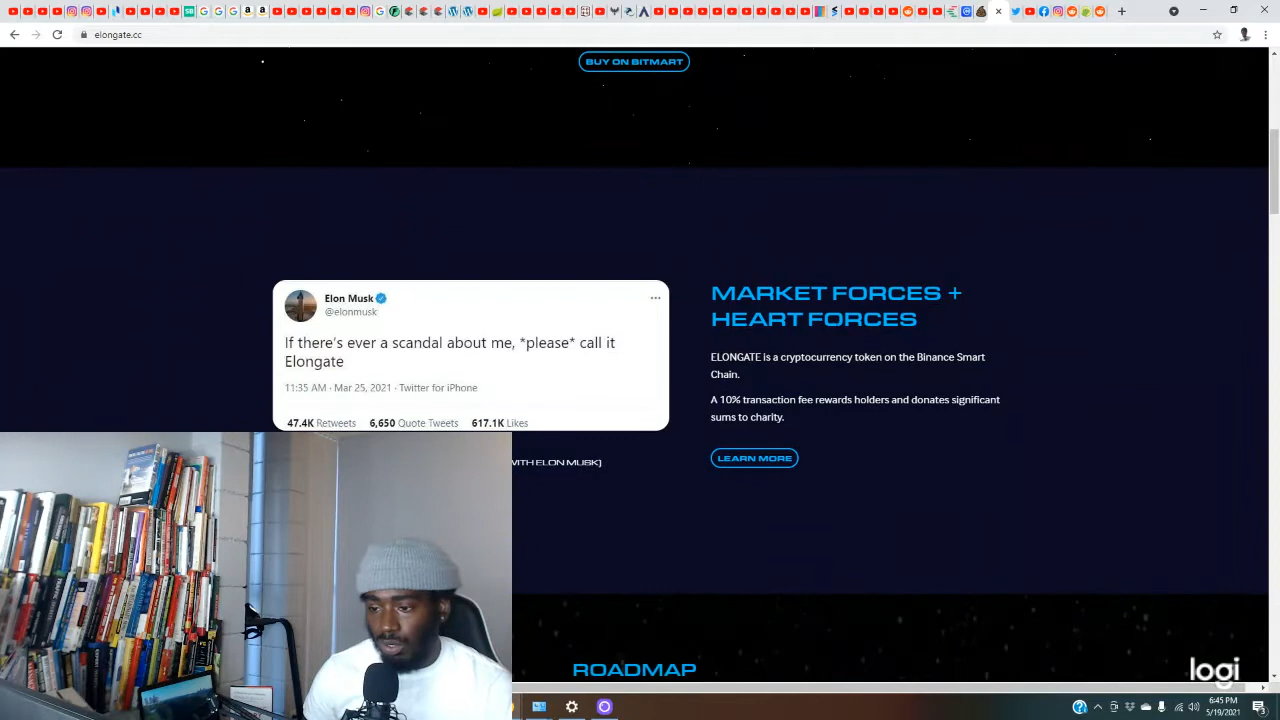 elongate.cc
BUY ON BITMART
Elon Musk
@elonmusk
If there's ever a scandal about me, *please* call it
Elongate
11:35 AM · Mar 25, 2021 · Twitter for iPhone
47.4K Retweets 6,650 Quote Tweets 617.1K Likes
WITH ELON MUSK)
MARKET FORCES +
HEART FORCES
ELONGATE is a cryptocurrency token on the Binance Smart
Chain.
A 10% transaction fee rewards holders and donates significant
sums to charity.
LEARN MORE
ROADMAP
logi
6:45 PM
5/19/2021